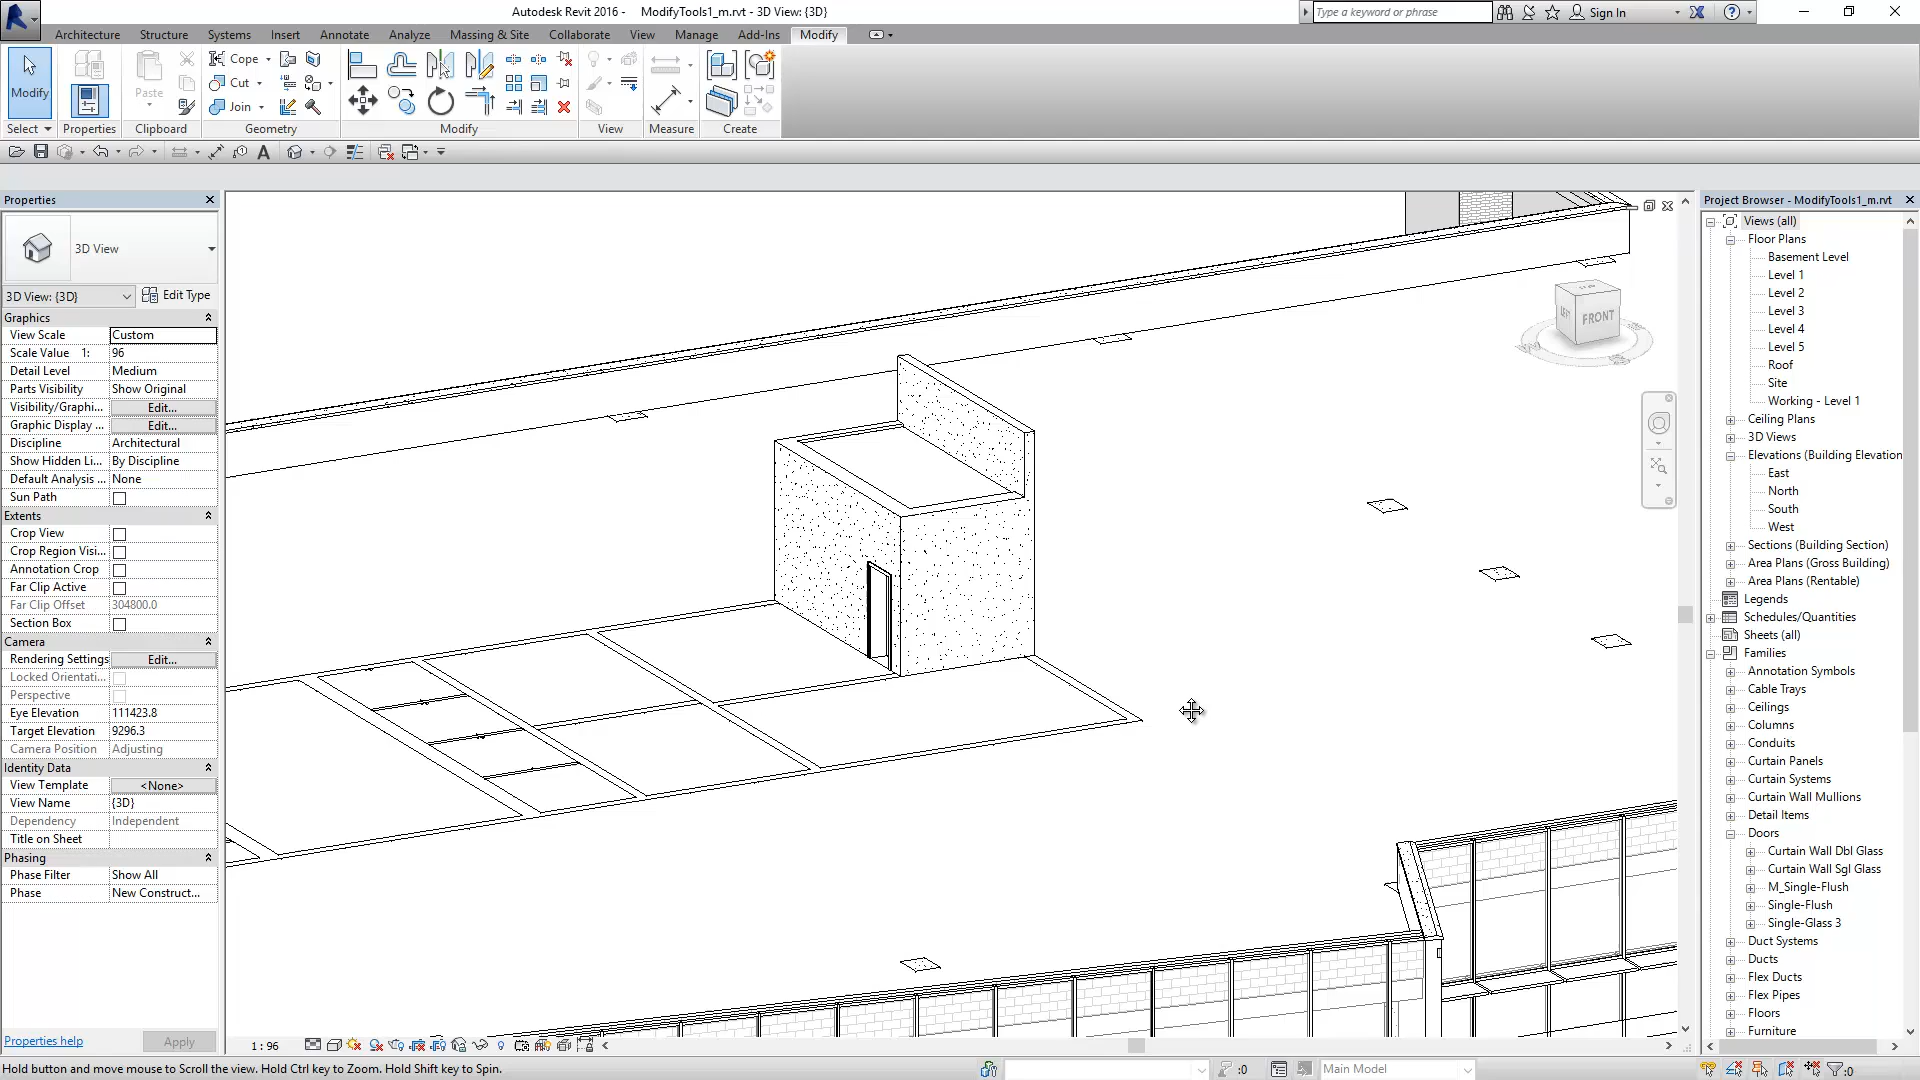 Autodesk Revit 2016 - ModifyTools1_m.rvt - 3D View: {3D}
Type a keyword or phrase
Sign In
Architecture Structure Systems Insert Annotate Analyze Massing & Site Collaborate View Manage Add-Ins Modify
Modify
Paste
Cope
Cut
Join
Select Properties Clipboard Geometry Modify View Measure Create
Properties
3D View
3D View: {3D} Edit Type
Graphics
View Scale Custom
Scale Value 1: 96
Detail Level Medium
Parts Visibility Show Original
Visibility/Graphi... Edit...
Graphic Display ... Edit...
Discipline Architectural
Show Hidden Li... By Discipline
Default Analysis ... None
Sun Path
Extents
Crop View
Crop Region Visi...
Annotation Crop
Far Clip Active
Far Clip Offset 304800.0
Section Box
Camera
Rendering Settings Edit...
Locked Orientati...
Perspective
Eye Elevation 111423.8
Target Elevation 9296.3
Camera Position Adjusting
Identity Data
View Template <None>
View Name {3D}
Dependency Independent
Title on Sheet
Phasing
Phase Filter Show All
Phase New Construct...
Properties help Apply
LEFT FRONT
1 : 96
Project Browser - ModifyTools1_m.rvt
Views (all)
Floor Plans
Basement Level
Level 1
Level 2
Level 3
Level 4
Level 5
Roof
Site
Working - Level 1
Ceiling Plans
3D Views
Elevations (Building Elevation
East
North
South
West
Sections (Building Section)
Area Plans (Gross Building)
Area Plans (Rentable)
Legends
Schedules/Quantities
Sheets (all)
Families
Annotation Symbols
Cable Trays
Ceilings
Columns
Conduits
Curtain Panels
Curtain Systems
Curtain Wall Mullions
Detail Items
Doors
Curtain Wall Dbl Glass
Curtain Wall Sgl Glass
M_Single-Flush
Single-Flush
Single-Glass 3
Duct Systems
Ducts
Flex Ducts
Flex Pipes
Floors
Furniture
Hold button and move mouse to Scroll the view. Hold Ctrl key to Zoom. Hold Shift key to Spin.
:0
Main Model
:0